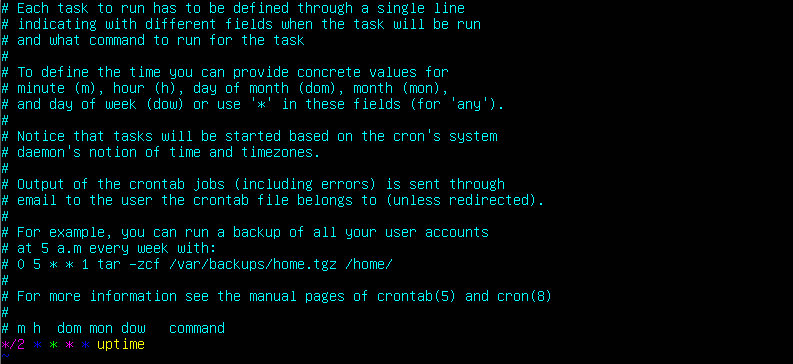 # Each task to run has to be defined through a single line
# indicating with different fields when the task will be run
# and what command to run for the task
#
# To define the time you can provide concrete values for
# minute (m), hour (h), day of month (dom), month (mon),
# and day of week (dow) or use '*' in these fields (for 'any').
#
# Notice that tasks will be started based on the cron's system
# daemon's notion of time and timezones.
#
# Output of the crontab jobs (including errors) is sent through
# email to the user the crontab file belongs to (unless redirected).
#
# For example, you can run a backup of all your user accounts
# at 5 a.m every week with:
# 0 5 * * 1 tar -zcf /var/backups/home.tgz /home/
#
# For more information see the manual pages of crontab(5) and cron(8)
#
# m h  dom mon dow   command
*/2 * * * * uptime
~